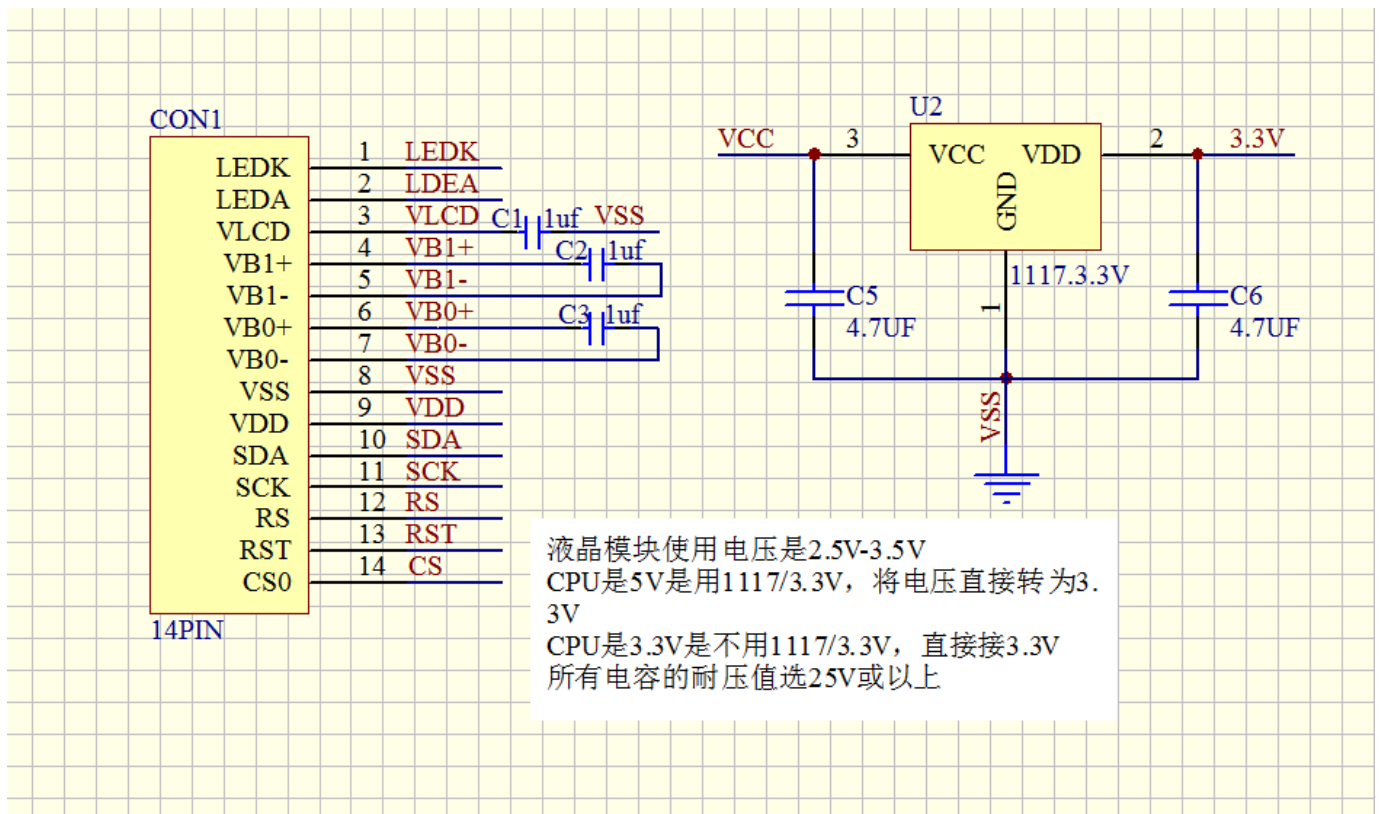 CON1
LEDK 1 LEDK
LEDA 2 LDEA
VLCD 3 VLCD C1 1uf VSS
VB1+ 4 VB1+ C2 1uf
VB1- 5 VB1-
VB0+ 6 VB0+ C3 1uf
VB0- 7 VB0-
VSS 8 VSS
VDD 9 VDD
SDA 10 SDA
SCK 11 SCK
RS 12 RS
RST 13 RST
CS0 14 CS
14PIN
U2
VCC 3 VCC VDD 2 3.3V
GND
1117.3.3V
1
C5
4.7UF
C6
4.7UF
VSS
液晶模块使用电压是2.5V-3.5V
CPU是5V是用1117/3.3V，将电压直接转为3.
3V
CPU是3.3V是不用1117/3.3V，直接接3.3V
所有电容的耐压值选25V或以上